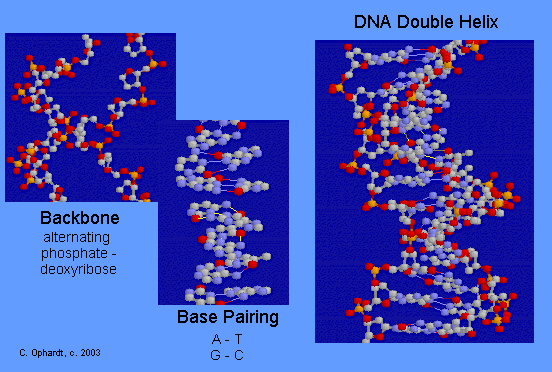 DNA Double Helix
Backbone
alternating
phosphate -
deoxyribose
Base Pairing
A - T
G - C
C. Ophardt, c. 2003